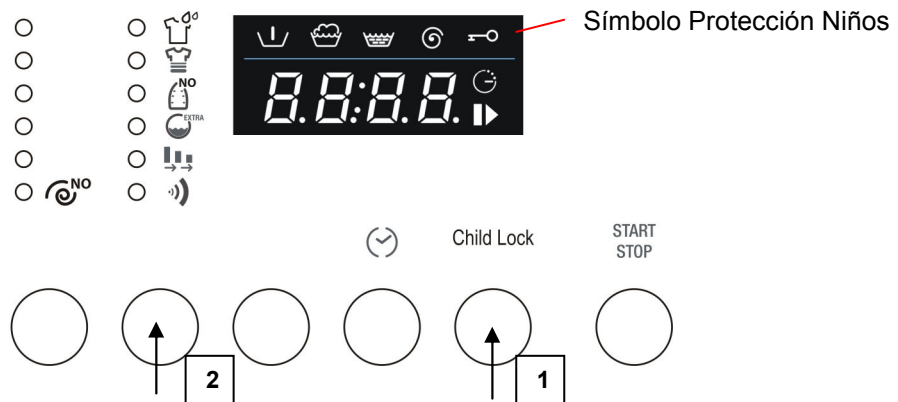 Símbolo Protección Niños
NO
EXTRA
NO
8.8:8.8.
Child Lock
START
STOP
2
1